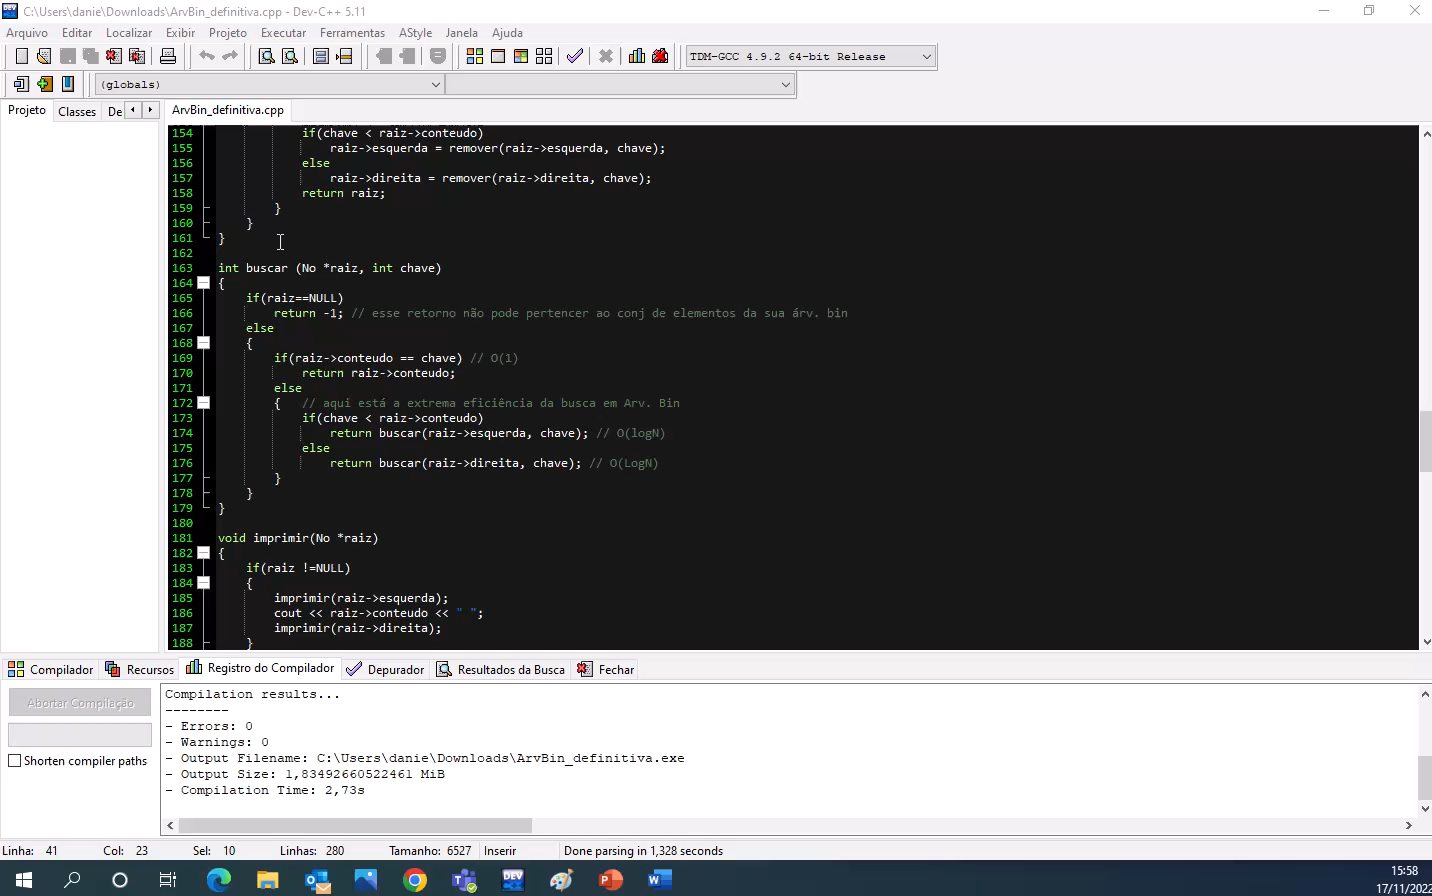 C:\Users\danie\Downloads\ArvBin_definitiva.cpp - Dev-C++ 5.11
Arquivo Editar Localizar Exibir Projeto Executar Ferramentas AStyle Janela Ajuda
TDM-GCC 4.9.2 64-bit Release
(globals)
Projeto Classes De ArvBin_definitiva.cpp
154 if(chave < raiz->conteudo)
155 raiz->esquerda = remover(raiz->esquerda, chave);
156 else
157 raiz->direita = remover(raiz->direita, chave);
158 return raiz;
159 }
160 }
161 }
162
163 int buscar (No *raiz, int chave)
164 {
165 if(raiz==NULL)
166 return -1; // esse retorno não pode pertencer ao conj de elementos da sua árv. bin
167 else
168 {
169 if(raiz->conteudo == chave) // O(1)
170 return raiz->conteudo;
171 else
172 { // aqui está a extrema eficiência da busca em Arv. Bin
173 if(chave < raiz->conteudo)
174 return buscar(raiz->esquerda, chave); // O(logN)
175 else
176 return buscar(raiz->direita, chave); // O(LogN)
177 }
178 }
179 }
180
181 void imprimir(No *raiz)
182 {
183 if(raiz !=NULL)
184 {
185 imprimir(raiz->esquerda);
186 cout << raiz->conteudo << " ";
187 imprimir(raiz->direita);
188 }
Compilador Recursos Registro do Compilador Depurador Resultados da Busca Fechar
Abortar Compilação
Shorten compiler paths
Compilation results...
--------
- Errors: 0
- Warnings: 0
- Output Filename: C:\Users\danie\Downloads\ArvBin_definitiva.exe
- Output Size: 1,83492660522461 MiB
- Compilation Time: 2,73s
Linha: 41 Col: 23 Sel: 10 Linhas: 280 Tamanho: 6527 Inserir Done parsing in 1,328 seconds
DEV
15:58
17/11/2022